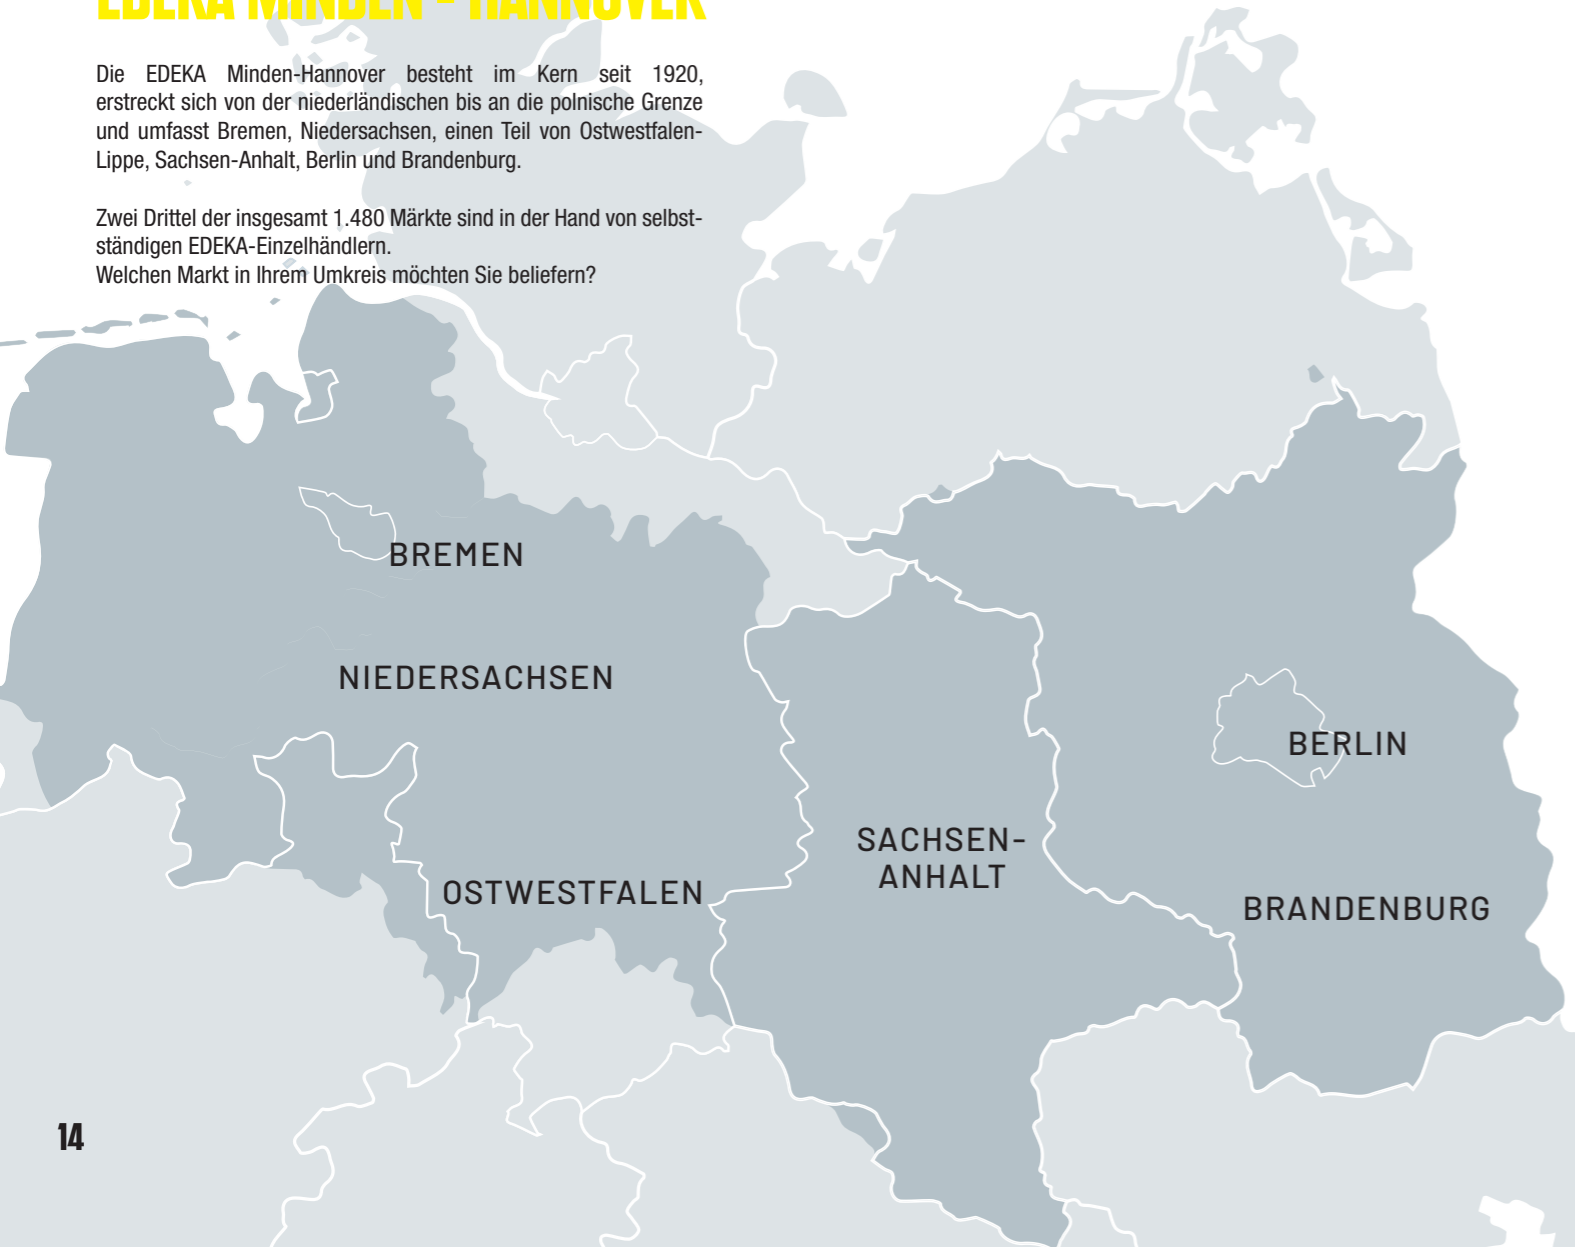 EDEKA MINDEN - HANNOVER
Die EDEKA Minden-Hannover besteht im Kern seit 1920,
erstreckt sich von der niederländischen bis an die polnische Grenze
und umfasst Bremen, Niedersachsen, einen Teil von Ostwestfalen-
Lippe, Sachsen-Anhalt, Berlin und Brandenburg.
Zwei Drittel der insgesamt 1.480 Märkte sind in der Hand von selbst-
ständigen EDEKA-Einzelhändlern.
Welchen Markt in Ihrem Umkreis möchten Sie beliefern?
BREMEN
NIEDERSACHSEN
BERLIN
SACHSEN-
ANHALT
OSTWESTFALEN
BRANDENBURG
14